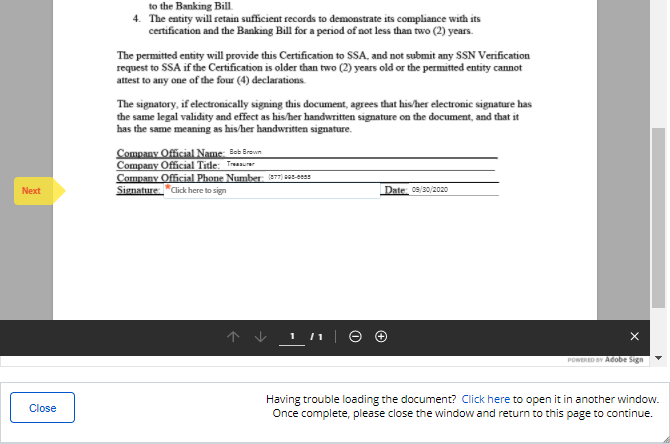 to the Banking Bill.
4. The entity will retain sufficient records to demonstrate its compliance with its
certification and the Banking Bill for a period of not less than two (2) years.
The permitted entity will provide this Certification to SSA, and not submit any SSN Verification
request to SSA if the Certification is older than two (2) years old or the permitted entity cannot
attest to any one of the four (4) declarations.
The signatory, if electronically signing this document, agrees that his/her electronic signature has
the same legal validity and effect as his/her handwritten signature on the document, and that it
has the same meaning as his/her handwritten signature.
Company Official Name: Bob Brown
Company Official Title: Treasurer
Company Official Phone Number: (877)
Next
Signature: *Click here to sign Date: 09/30/2020
1 / 1
POWERED BY Adobe Sign
Close
Having trouble loading the document? Click here to open it in another window.
Once complete, please close the window and return to this page to continue.